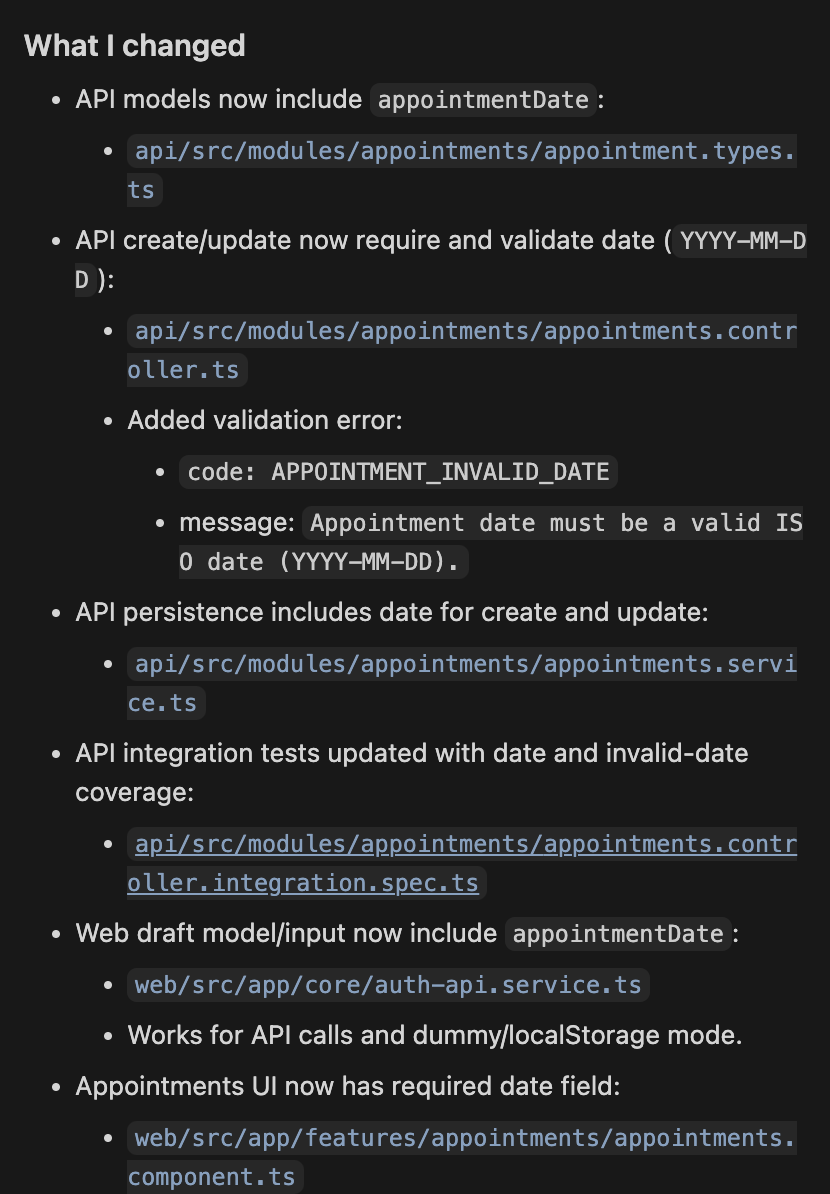 What I changed
• API models now include appointmentDate:
• api/src/modules/appointments/appointment.types.
ts
• API create/update now require and validate date (YYYY-MM-D
D):
• api/src/modules/appointments/appointments.contr
oller.ts
• Added validation error:
• code: APPOINTMENT_INVALID_DATE
• message: Appointment date must be a valid IS
O date (YYYY-MM-DD).
• API persistence includes date for create and update:
• api/src/modules/appointments/appointments.servi
ce.ts
• API integration tests updated with date and invalid-date
coverage:
• api/src/modules/appointments/appointments.contr
oller.integration.spec.ts
• Web draft model/input now include appointmentDate:
• web/src/app/core/auth-api.service.ts
• Works for API calls and dummy/localStorage mode.
• Appointments UI now has required date field:
• web/src/app/features/appointments/appointments.
component.ts